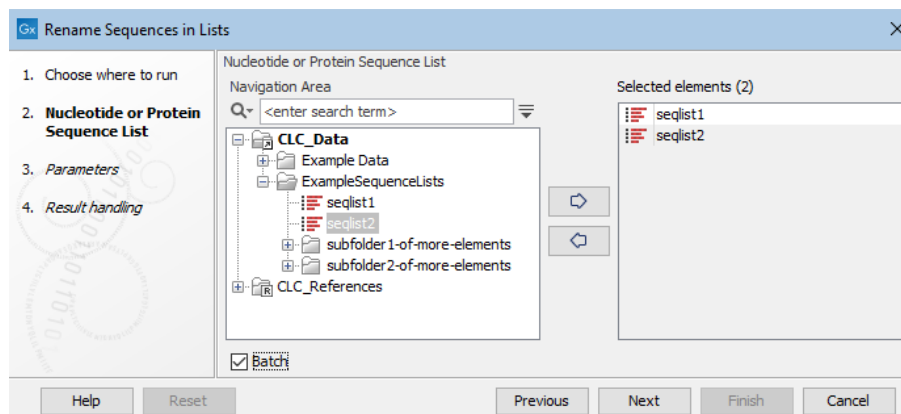 Gx Rename Sequences in Lists
1. Choose where to run
2. Nucleotide or Protein
Sequence List
3. Parameters
4. Result handling
Nucleotide or Protein Sequence List
Navigation Area
<enter search term>
CLC_Data
Example Data
ExampleSequenceLists
seqlist1
seqlist2
subfolder1-of-more-elements
subfolder2-of-more-elements
CLC_References
Batch
Selected elements (2)
seqlist1
seqlist2
Help Reset Previous Next Finish Cancel